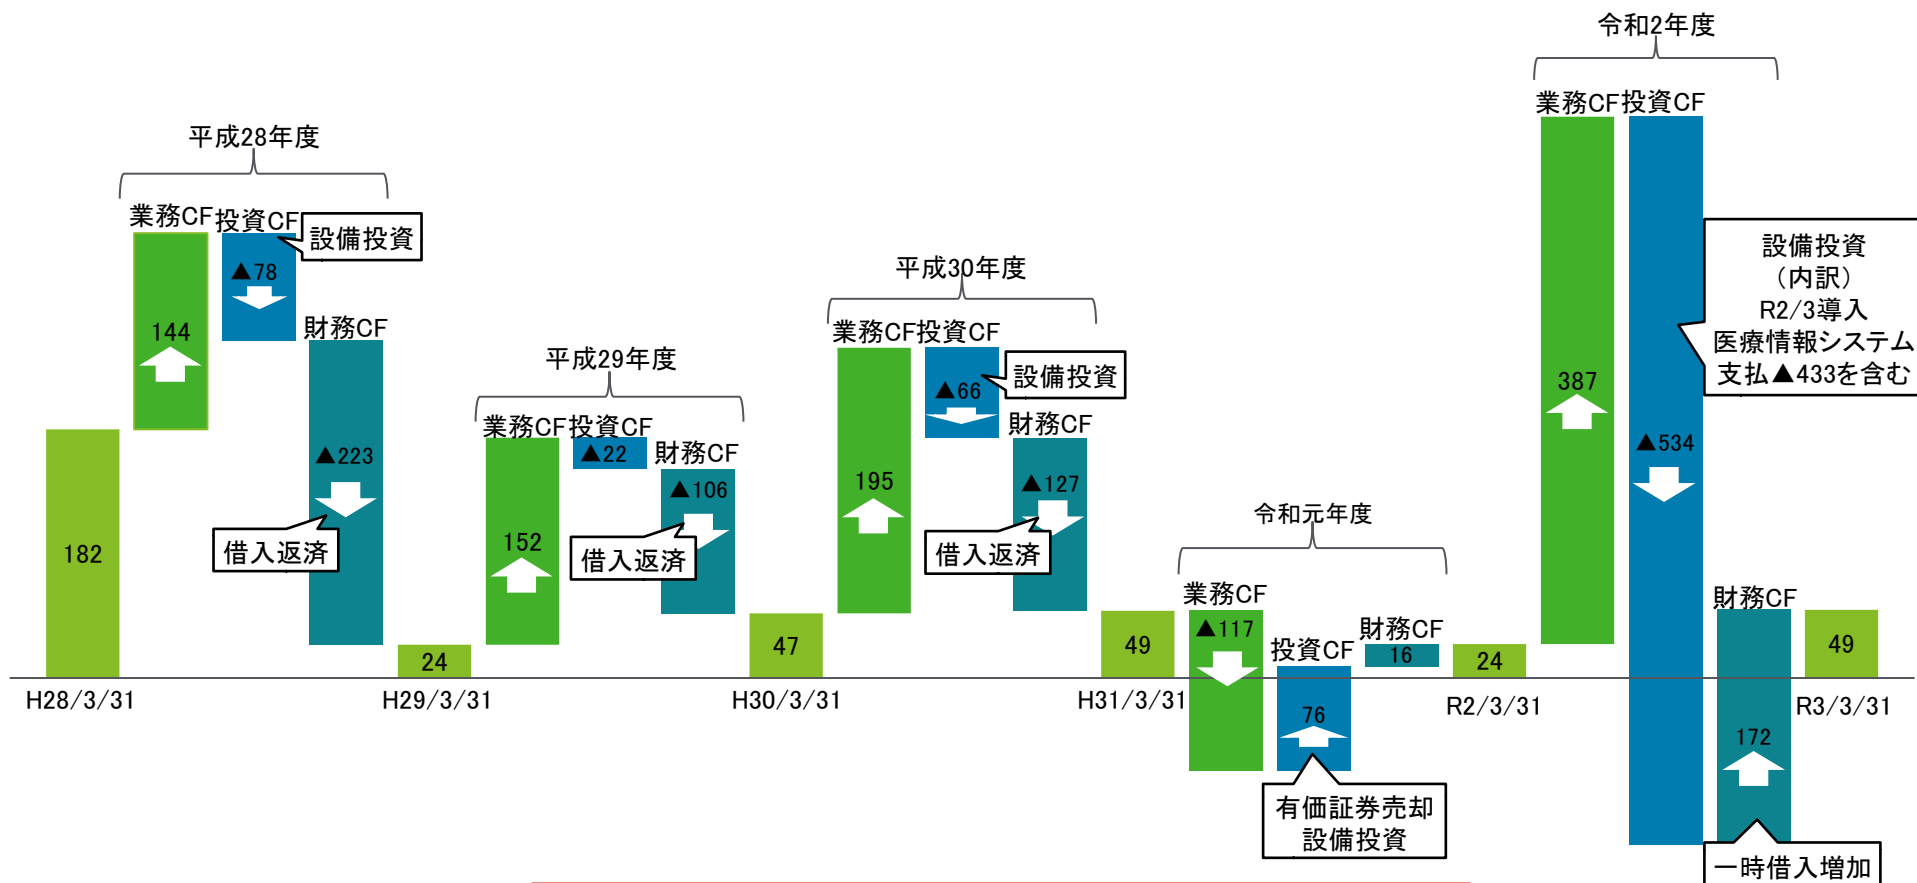 平成28年度
業務CF
投資CF
設備投資
▲78
144
財務CF
▲223
借入返済
182
H28/3/31
24
H29/3/31
平成29年度
業務CF
投資CF
▲22
財務CF
▲106
借入返済
152
47
H30/3/31
平成30年度
業務CF
投資CF
設備投資
▲66
195
財務CF
▲127
借入返済
49
H31/3/31
令和元年度
業務CF
▲117
投資CF
76
有価証券売却
設備投資
財務CF
16
24
R2/3/31
令和2年度
業務CF
投資CF
387
▲534
設備投資
（内訳）
R2/3導入
医療情報システム
支払▲433を含む
財務CF
172
一時借入増加
49
R3/3/31